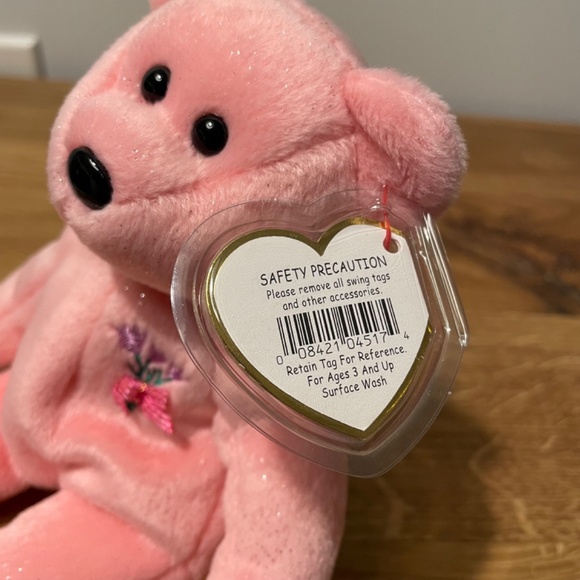 SAFETY PRECAUTION
Please remove all swing tags
and other accessories.
0 08421 04517 4
Retain Tag For Reference.
For Ages 3 And Up
Surface Wash